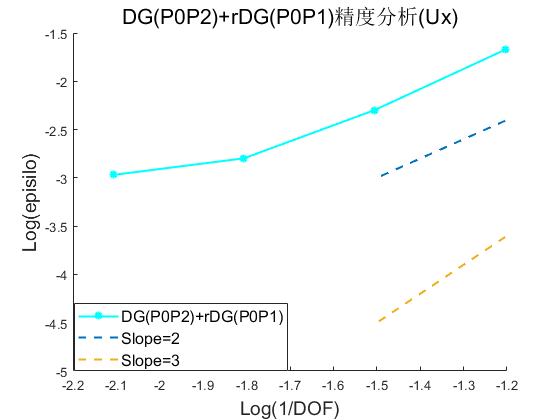 DG(P0P2)+rDG(P0P1)精度分析(Ux)
-1.5
-2
-2.5
-3
-3.5
-4
-4.5
-5
Log(episilo)
DG(P0P2)+rDG(P0P1)
Slope=2
Slope=3
-2.2 -2.1 -2 -1.9 -1.8 -1.7 -1.6 -1.5 -1.4 -1.3 -1.2
Log(1/DOF)